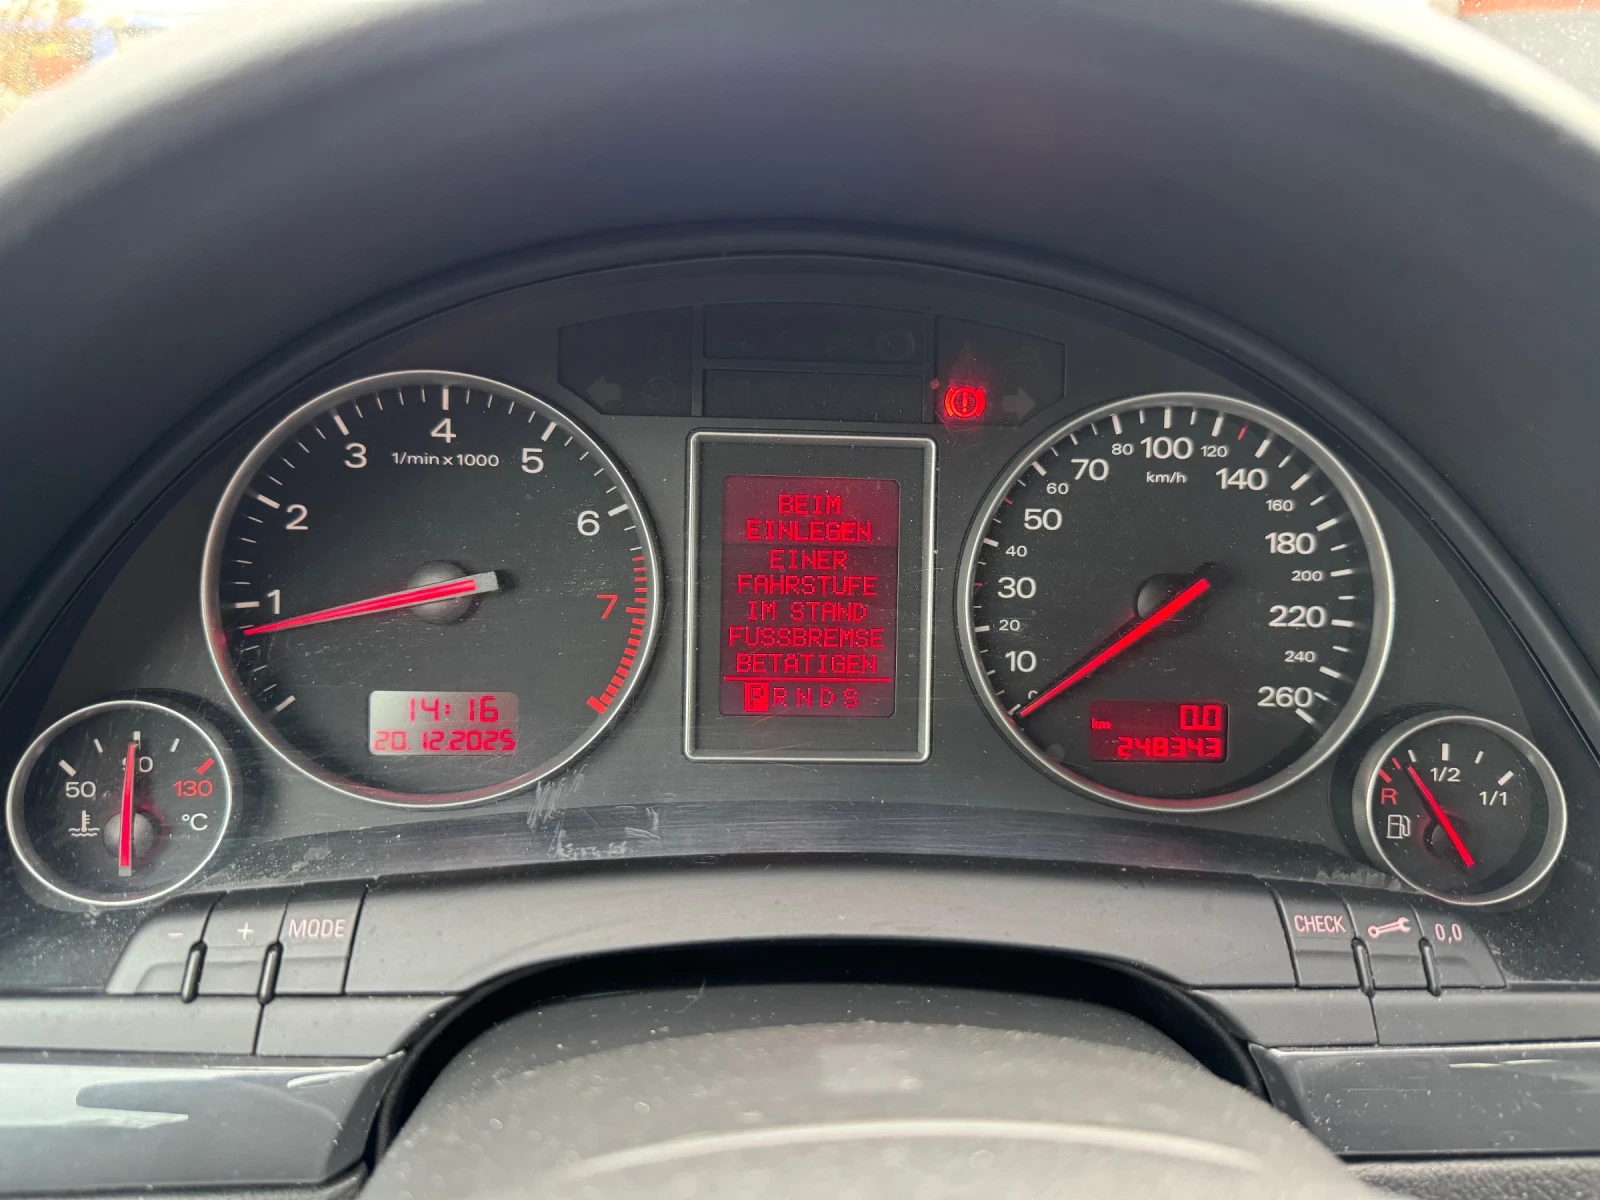 1
2
3
4
5
6
7
1/min x 1000
14:16
20.12.2025
50
90
130
°C
BEIM
EINLEGEN
EINER
FAHRSTUFE
IM STAND
FUSSBREMSE
BETÄTIGEN
P R N D S
0
10
20
30
40
50
60
70
80
100
120
140
160
180
200
220
240
260
km/h
0.0
km 248343
R
1/2
1/1
- + MODE
CHECK 0,0